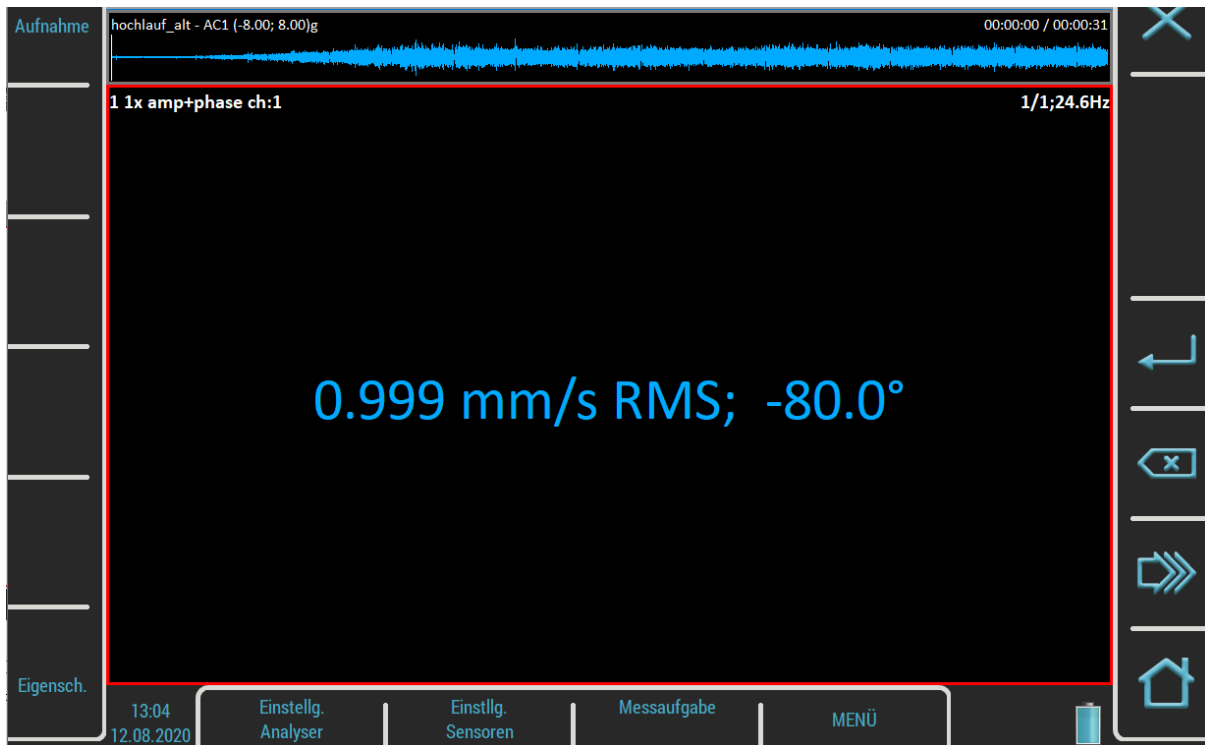 Aufnahme
hochlauf_alt - AC1 (-8.00; 8.00)g
00:00:00 / 00:00:31
1 1x amp+phase ch:1
1/1;24.6Hz
0.999 mm/s RMS; -80.0°
Eigensch.
13:04
12.08.2020
Einstellg.
Analyser
Einstllg.
Sensoren
Messaufgabe
MENÜ